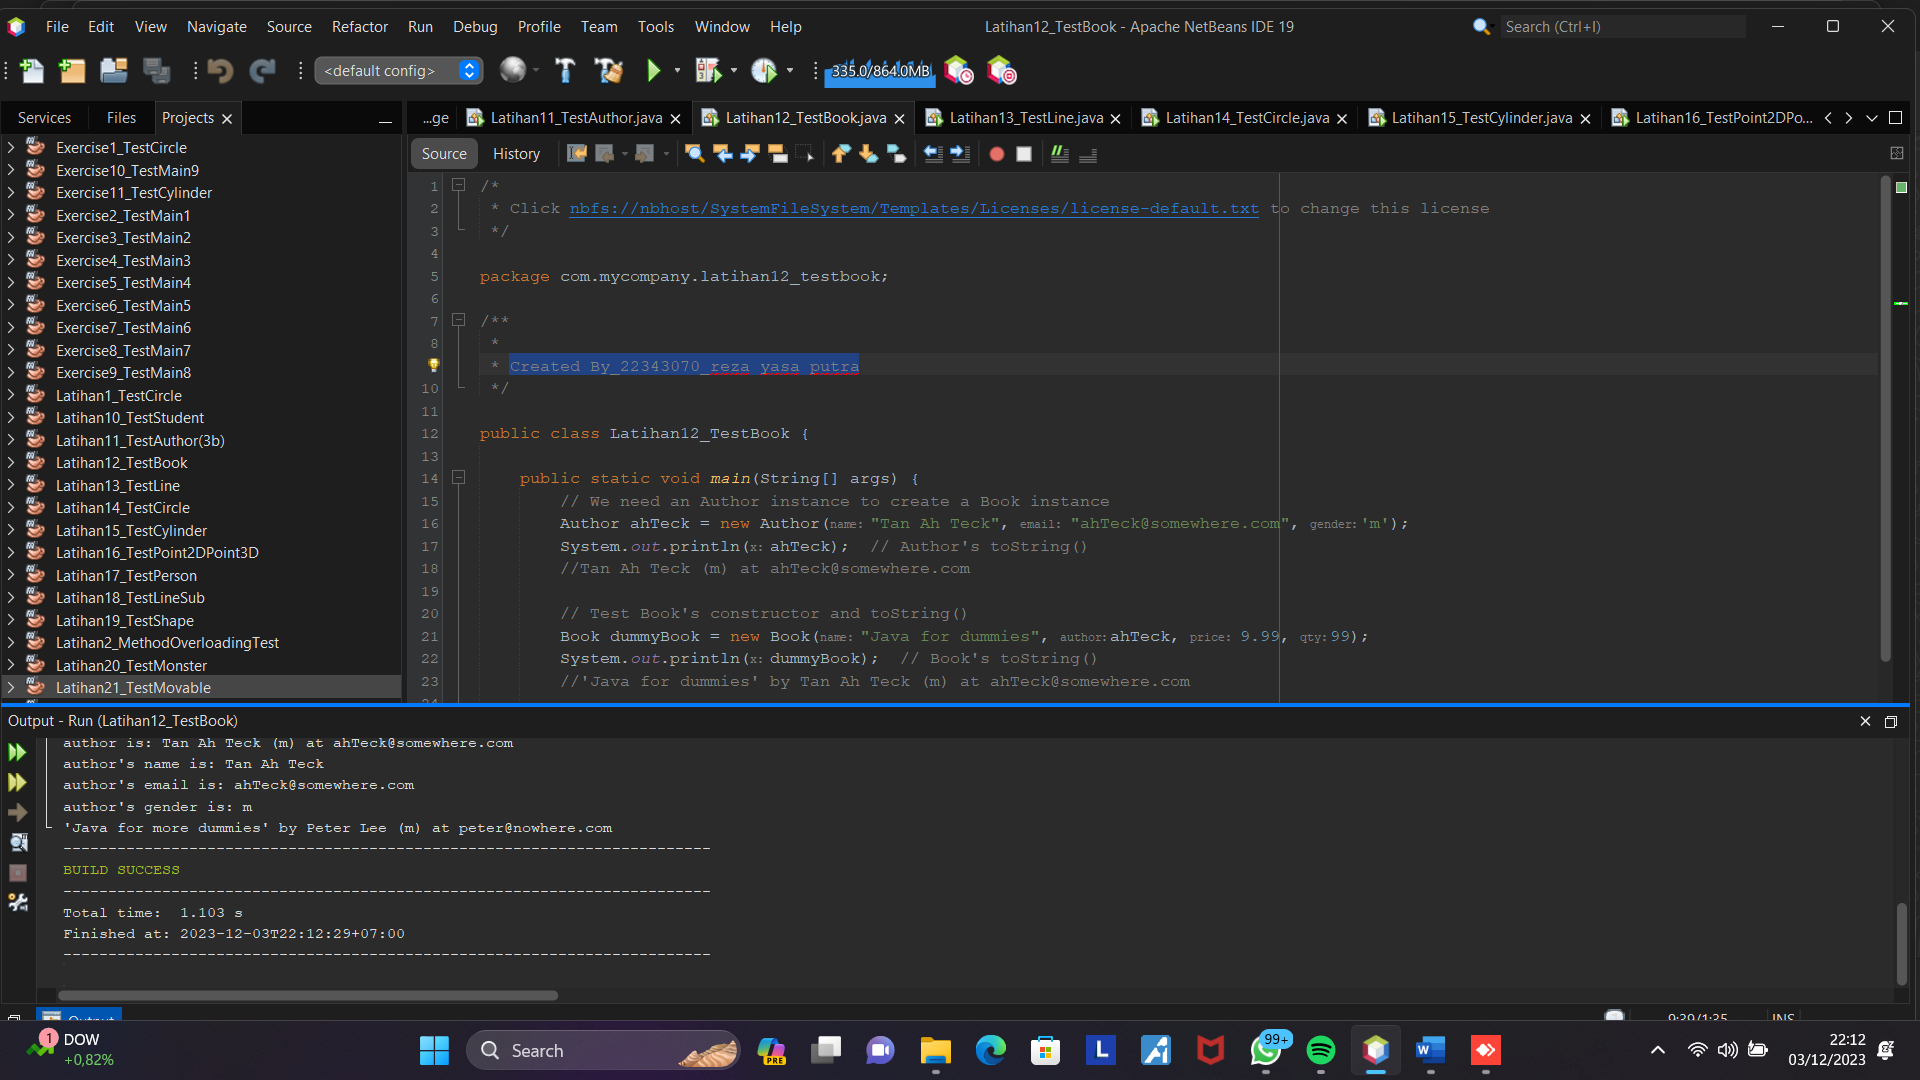 File Edit View Navigate Source Refactor Run Debug Profile Team Tools Window Help
Latihan12_TestBook - Apache NetBeans IDE 19
Search (Ctrl+I)
<default config>
335.0/864.0MB
Services Files Projects
...ge Latihan11_TestAuthor.java Latihan12_TestBook.java Latihan13_TestLine.java Latihan14_TestCircle.java Latihan15_TestCylinder.java Latihan16_TestPoint2DPo...
Source History
Exercise1_TestCircle
Exercise10_TestMain9
Exercise11_TestCylinder
Exercise2_TestMain1
Exercise3_TestMain2
Exercise4_TestMain3
Exercise5_TestMain4
Exercise6_TestMain5
Exercise7_TestMain6
Exercise8_TestMain7
Exercise9_TestMain8
Latihan1_TestCircle
Latihan10_TestStudent
Latihan11_TestAuthor(3b)
Latihan12_TestBook
Latihan13_TestLine
Latihan14_TestCircle
Latihan15_TestCylinder
Latihan16_TestPoint2DPoint3D
Latihan17_TestPerson
Latihan18_TestLineSub
Latihan19_TestShape
Latihan2_MethodOverloadingTest
Latihan20_TestMonster
Latihan21_TestMovable
1 /*
2 * Click nbfs://nbhost/SystemFileSystem/Templates/Licenses/license-default.txt to change this license
3 */
4
5 package com.mycompany.latihan12_testbook;
6
7 /**
8 *
* Created By_22343070_reza yasa putra
10 */
11
12 public class Latihan12_TestBook {
13
14 public static void main(String[] args) {
15 // We need an Author instance to create a Book instance
16 Author ahTeck = new Author(name: "Tan Ah Teck", email: "ahTeck@somewhere.com", gender: 'm');
17 System.out.println(x: ahTeck); // Author's toString()
18 //Tan Ah Teck (m) at ahTeck@somewhere.com
19
20 // Test Book's constructor and toString()
21 Book dummyBook = new Book(name: "Java for dummies", author: ahTeck, price: 9.99, qty: 99);
22 System.out.println(x: dummyBook); // Book's toString()
23 //'Java for dummies' by Tan Ah Teck (m) at ahTeck@somewhere.com
24
Output - Run (Latihan12_TestBook)
author is: Tan Ah Teck (m) at ahTeck@somewhere.com
author's name is: Tan Ah Teck
author's email is: ahTeck@somewhere.com
author's gender is: m
'Java for more dummies' by Peter Lee (m) at peter@nowhere.com
------------------------------------------------------------------------
BUILD SUCCESS
------------------------------------------------------------------------
Total time: 1.103 s
Finished at: 2023-12-03T22:12:29+07:00
------------------------------------------------------------------------
Output
9:39/1:35 INS
1 DOW
+0,82%
Search
PRE
L
99+
W
22:12
03/12/2023